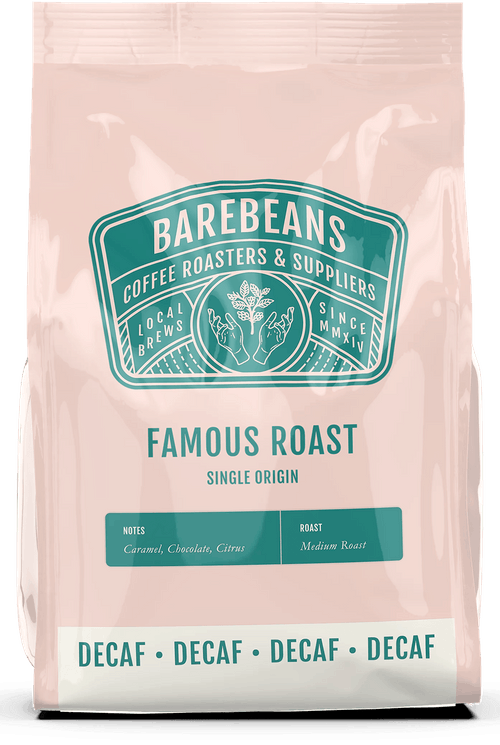 BAREBEANS
COFFEE ROASTERS & SUPPLIERS
LOCAL
BREWS
SINCE
MMXIV
FAMOUS ROAST
SINGLE ORIGIN
NOTES
Caramel, Chocolate, Citrus
ROAST
Medium Roast
DECAF • DECAF • DECAF • DECAF